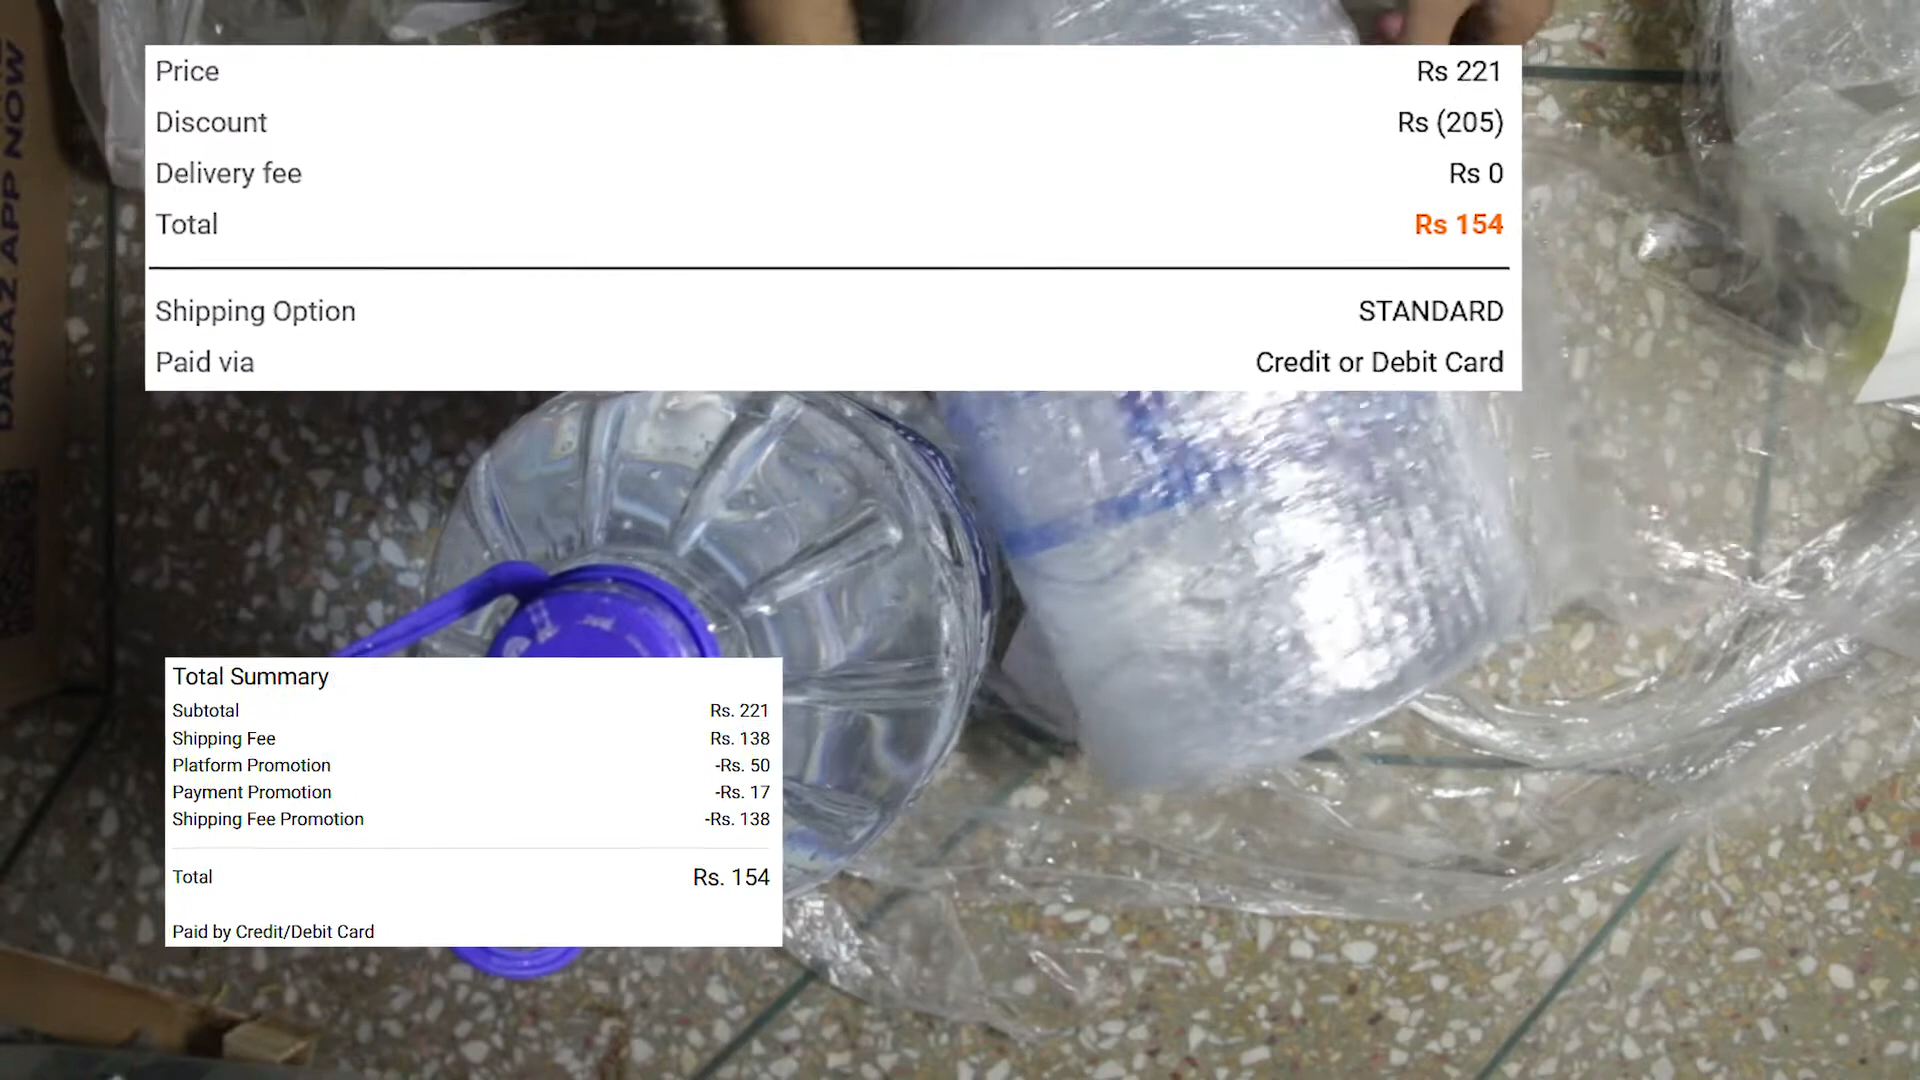 DARAZ APP NOW
Price Rs 221
Discount Rs (205)
Delivery fee Rs 0
Total Rs 154
Shipping Option STANDARD
Paid via Credit or Debit Card
Total Summary
Subtotal Rs. 221
Shipping Fee Rs. 138
Platform Promotion -Rs. 50
Payment Promotion -Rs. 17
Shipping Fee Promotion -Rs. 138
Total Rs. 154
Paid by Credit/Debit Card